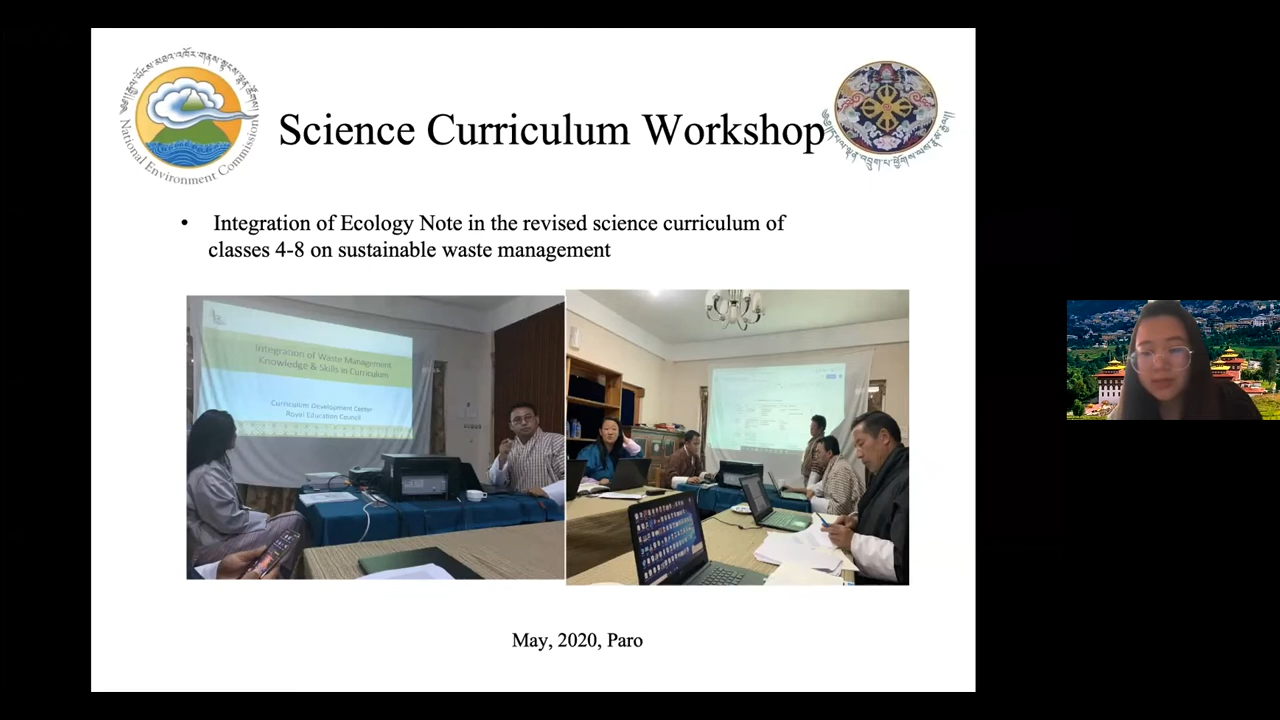 National Environment Commission
Science Curriculum Workshop
• Integration of Ecology Note in the revised science curriculum of
classes 4-8 on sustainable waste management
Integration of Waste Management
Knowledge & Skills in Curriculum
Curriculum Development Center
Royal Education Council
May, 2020, Paro